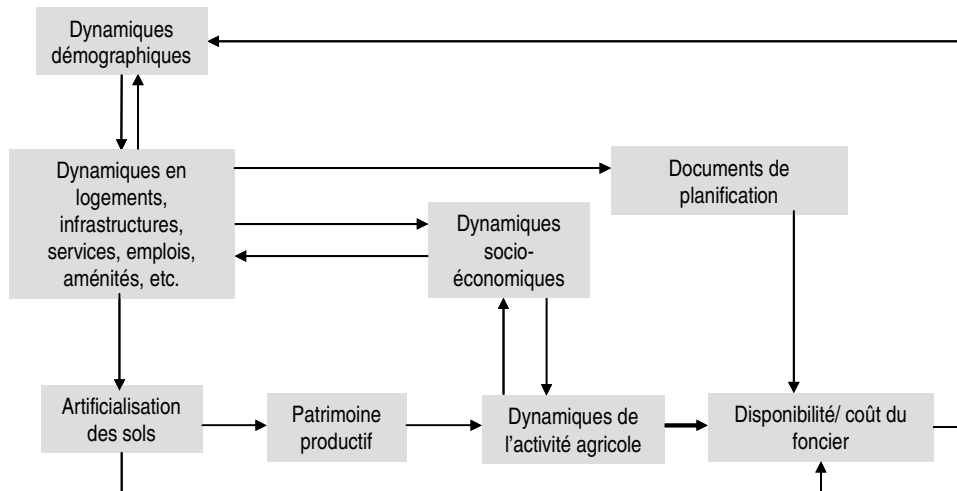 Dynamiques
démographiques
Dynamiques en
logements,
infrastructures,
services, emplois,
aménités, etc.
Documents de
planification
Dynamiques
socio-
économiques
Artificialisation
des sols
Patrimoine
productif
Dynamiques de
l’activité agricole
Disponibilité/ coût du
foncier